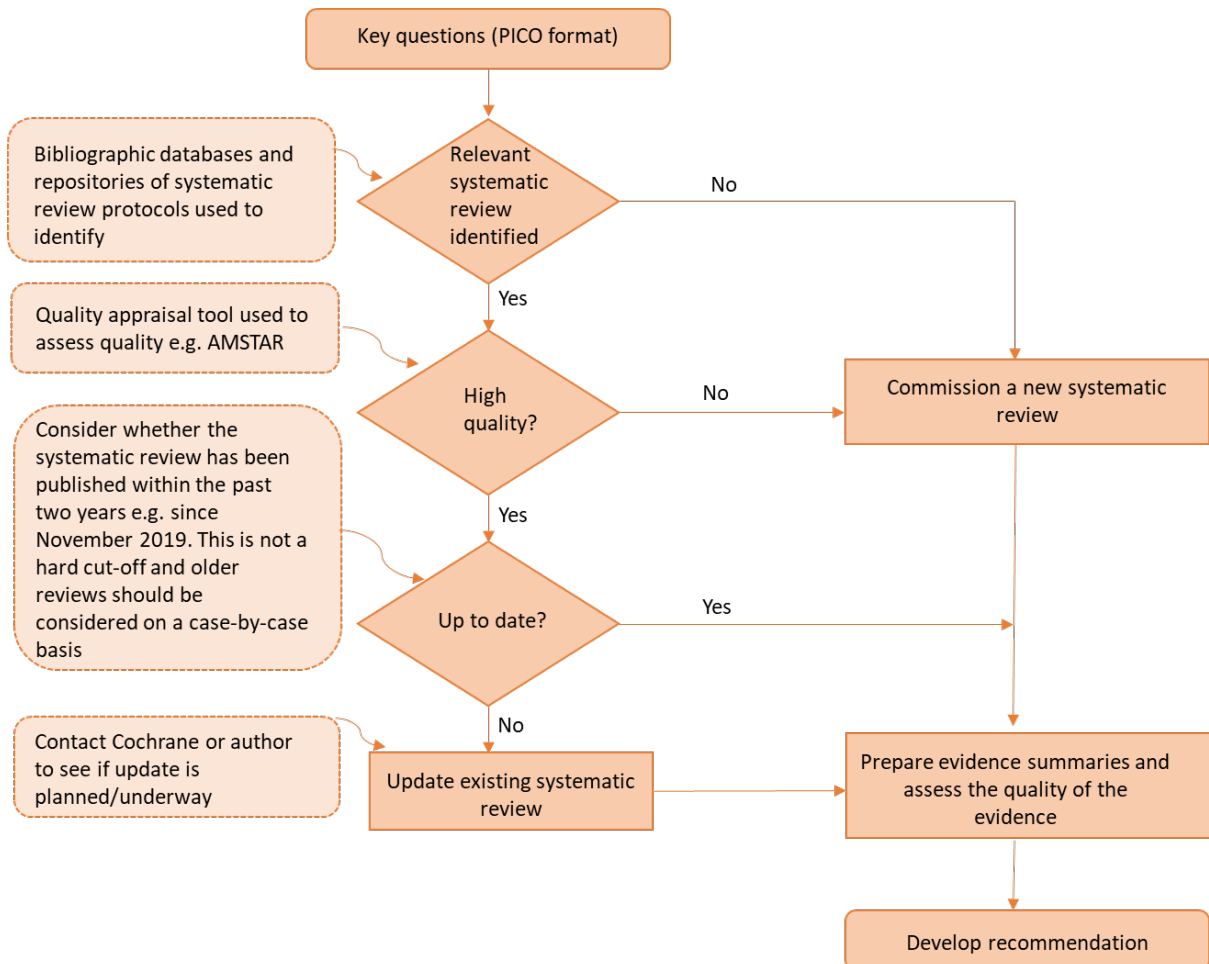 Key questions (PICO format)
Bibliographic databases and
repositories of systematic
review protocols used to
identify
Relevant
systematic
review
identified
No
Yes
Quality appraisal tool used to
assess quality e.g. AMSTAR
High
quality?
No
Commission a new systematic
review
Yes
Consider whether the
systematic review has been
published within the past
two years e.g. since
November 2019. This is not a
hard cut-off and older
reviews should be
considered on a case-by-case
basis
Up to date?
Yes
No
Contact Cochrane or author
to see if update is
planned/underway
Update existing systematic
review
Prepare evidence summaries and
assess the quality of the
evidence
Develop recommendation